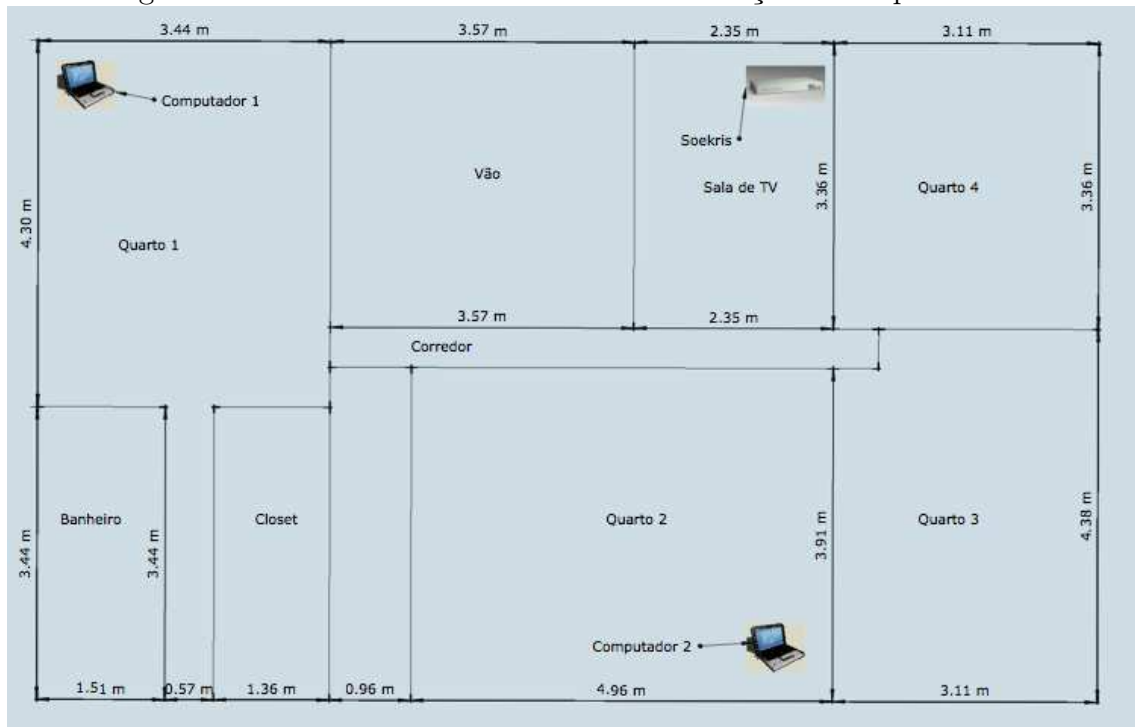 3.44 m
3.57 m
2.35 m
3.11 m
Computador 1
Soekris
Vão
Sala de TV
3.36 m
Quarto 4
3.36 m
4.30 m
Quarto 1
3.57 m
2.35 m
Corredor
Banheiro
Closet
Quarto 2
Quarto 3
3.44 m
3.44 m
3.91 m
4.38 m
Computador 2
1.51 m
0.57 m
1.36 m
0.96 m
4.96 m
3.11 m